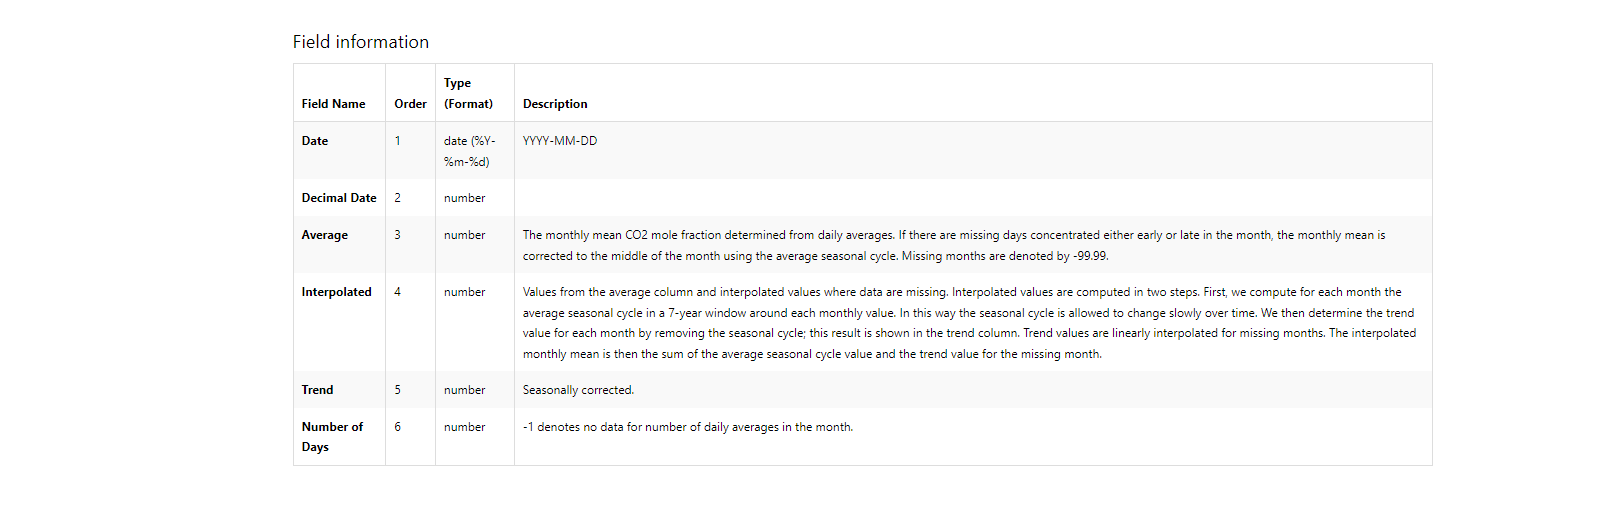 Field information
Field Name Order Type (Format) Description
Date 1 date (%Y-%m-%d) YYYY-MM-DD
Decimal Date 2 number
Average 3 number The monthly mean CO2 mole fraction determined from daily averages. If there are missing days concentrated either early or late in the month, the monthly mean is
corrected to the middle of the month using the average seasonal cycle. Missing months are denoted by -99.99.
Interpolated 4 number Values from the average column and interpolated values where data are missing. Interpolated values are computed in two steps. First, we compute for each month the
average seasonal cycle in a 7-year window around each monthly value. In this way the seasonal cycle is allowed to change slowly over time. We then determine the trend
value for each month by removing the seasonal cycle; this result is shown in the trend column. Trend values are linearly interpolated for missing months. The interpolated
monthly mean is then the sum of the average seasonal cycle value and the trend value for the missing month.
Trend 5 number Seasonally corrected.
Number of Days 6 number -1 denotes no data for number of daily averages in the month.